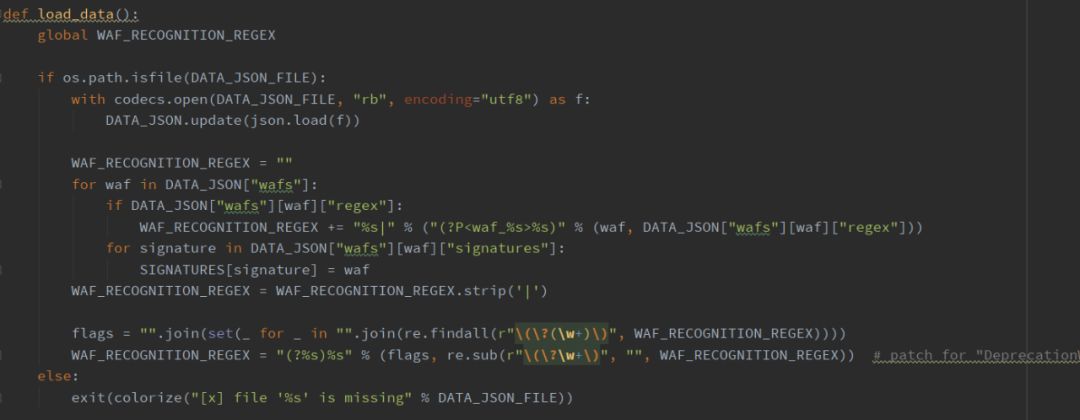 def load_data():
    global WAF_RECOGNITION_REGEX

    if os.path.isfile(DATA_JSON_FILE):
        with codecs.open(DATA_JSON_FILE, "rb", encoding="utf8") as f:
            DATA_JSON.update(json.load(f))

        WAF_RECOGNITION_REGEX = ""
        for waf in DATA_JSON["wafs"]:
            if DATA_JSON["wafs"][waf]["regex"]:
                WAF_RECOGNITION_REGEX += "%s|" % ("(?P<waf_%s>%s)" % (waf, DATA_JSON["wafs"][waf]["regex"]))
            for signature in DATA_JSON["wafs"][waf]["signatures"]:
                SIGNATURES[signature] = waf
        WAF_RECOGNITION_REGEX = WAF_RECOGNITION_REGEX.strip('|')

        flags = "".join(set(_ for _ in "".join(re.findall(r"\(\?(\w+)\)", WAF_RECOGNITION_REGEX))))
        WAF_RECOGNITION_REGEX = "(?%s)%s" % (flags, re.sub(r"\(\?\w+\)", "", WAF_RECOGNITION_REGEX))  # patch for "Deprecation
    else:
        exit(colorize("[x] file '%s' is missing" % DATA_JSON_FILE))